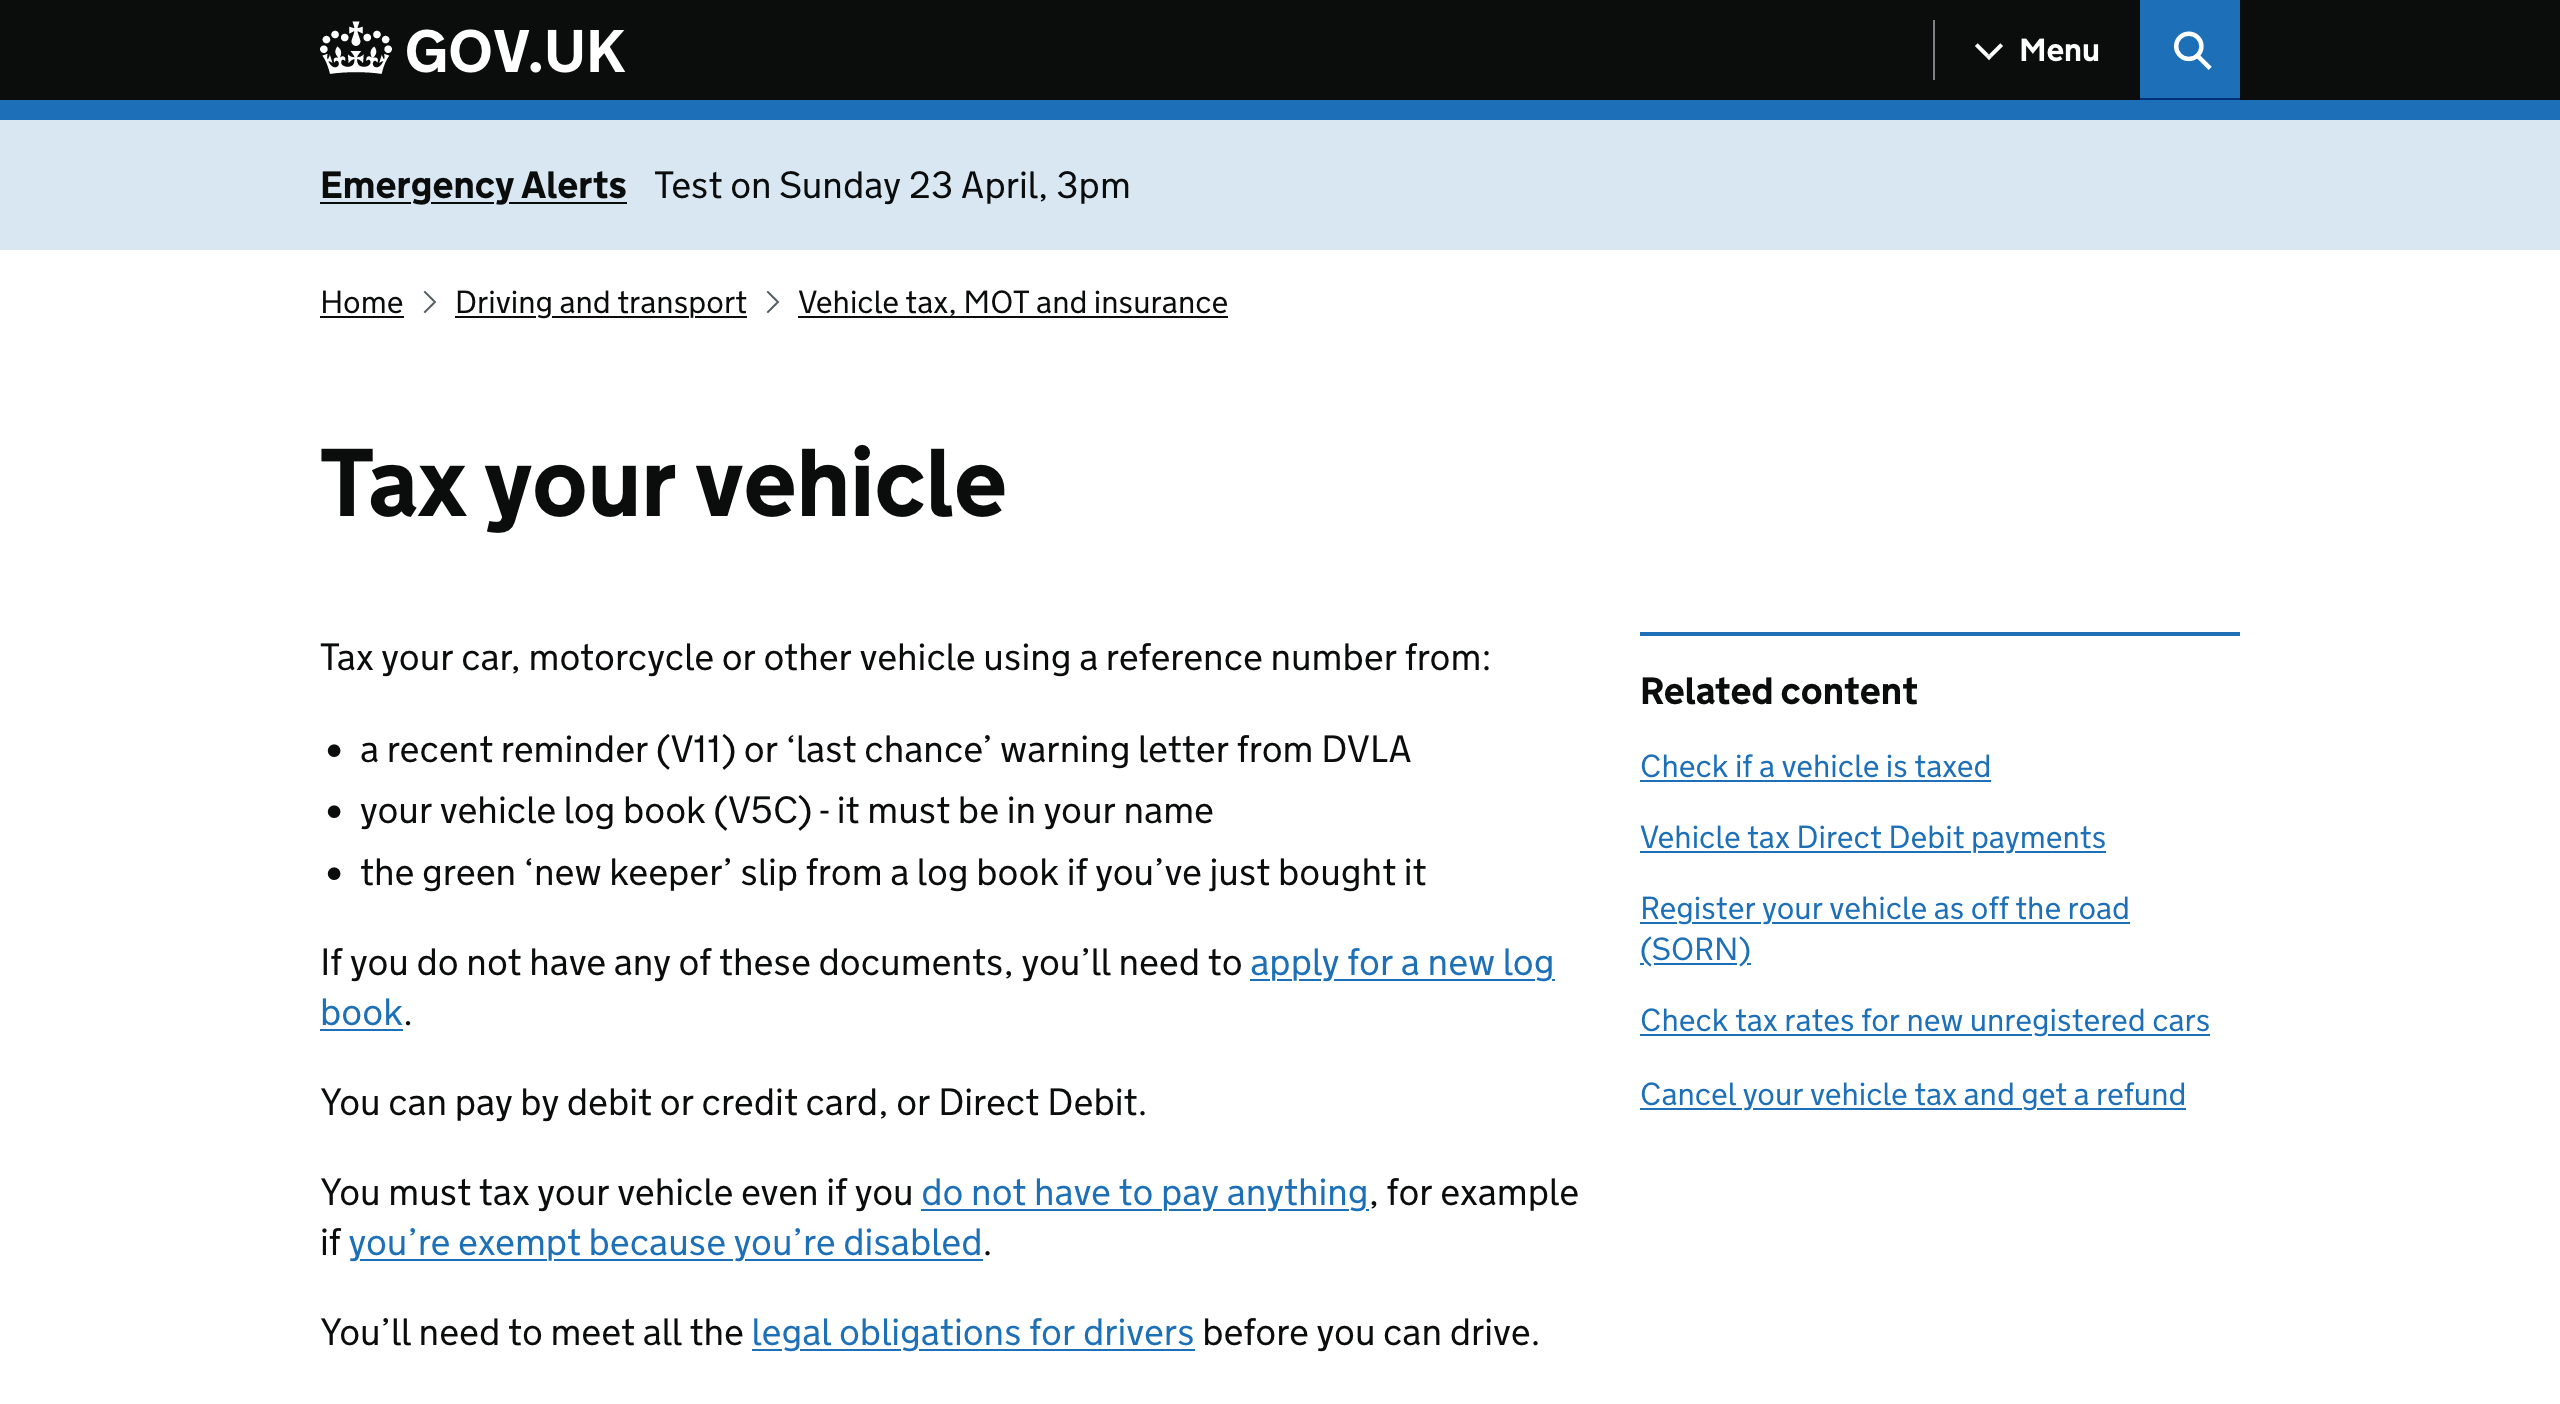 GOV.UK
Menu
Emergency Alerts Test on Sunday 23 April, 3pm
Home > Driving and transport > Vehicle tax, MOT and insurance
Tax your vehicle
Tax your car, motorcycle or other vehicle using a reference number from:
• a recent reminder (V11) or ‘last chance’ warning letter from DVLA
• your vehicle log book (V5C) - it must be in your name
• the green ‘new keeper’ slip from a log book if you’ve just bought it
If you do not have any of these documents, you’ll need to apply for a new log
book.
You can pay by debit or credit card, or Direct Debit.
You must tax your vehicle even if you do not have to pay anything, for example
if you’re exempt because you’re disabled.
You’ll need to meet all the legal obligations for drivers before you can drive.
Related content
Check if a vehicle is taxed
Vehicle tax Direct Debit payments
Register your vehicle as off the road
(SORN)
Check tax rates for new unregistered cars
Cancel your vehicle tax and get a refund